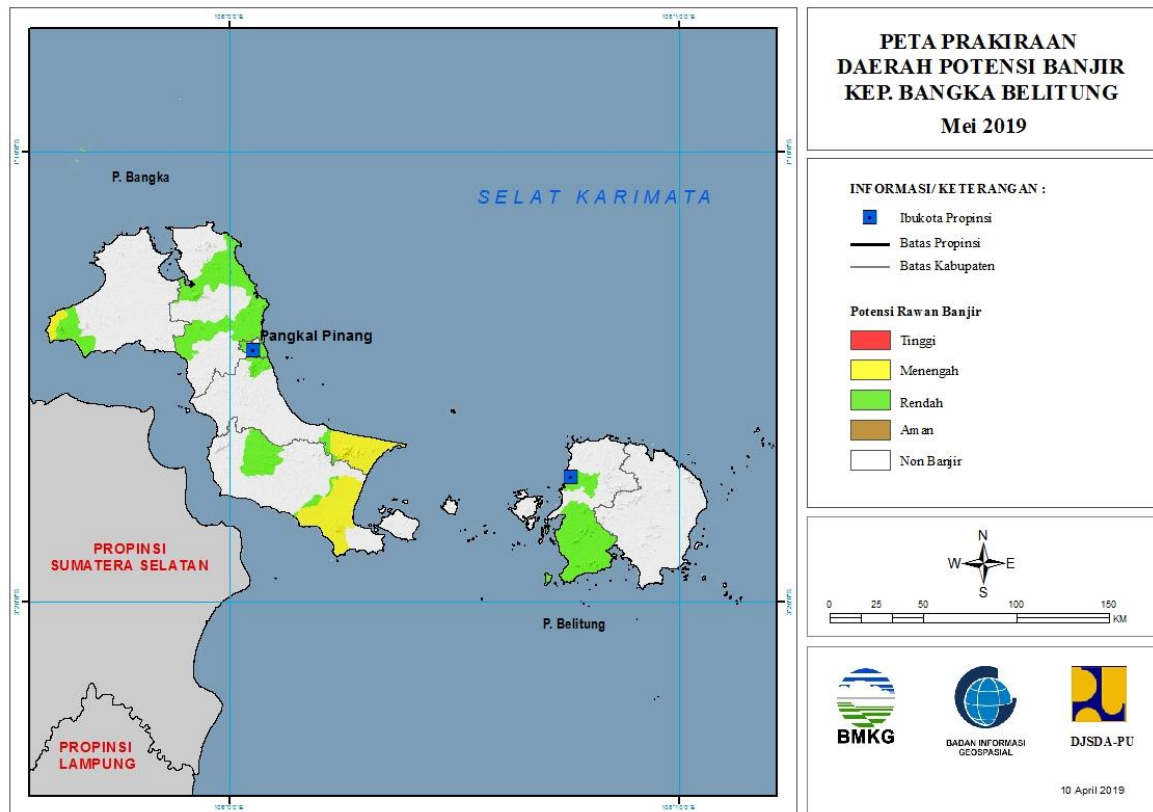 PETA PRAKIRAAN
DAERAH POTENSI BANJIR
KEP. BANGKA BELITUNG
Mei 2019
P. Bangka
SELAT KARIMATA
Pangkal Pinang
PROPINSI
SUMATERA SELATAN
P. Belitung
PROPINSI
LAMPUNG
INFORMASI/ KETERANGAN :
Ibukota Propinsi
Batas Propinsi
Batas Kabupaten
Potensi Rawan Banjir
Tinggi
Menengah
Rendah
Aman
Non Banjir
N
W E
S
0 25 50 100 150
KM
BMKG
BADAN INFORMASI
GEOSPASIAL
DJSDA-PU
10 April 2019